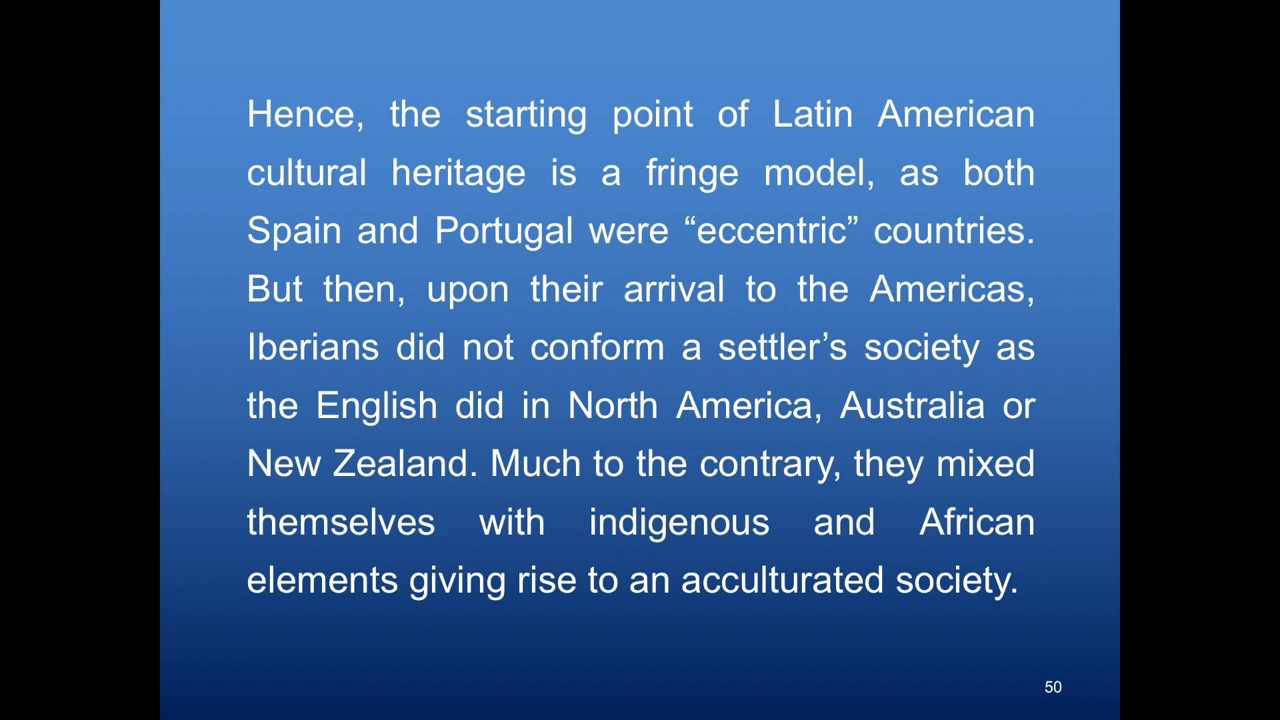 Hence, the starting point of Latin American
cultural heritage is a fringe model, as both
Spain and Portugal were “eccentric” countries.
But then, upon their arrival to the Americas,
Iberians did not conform a settler’s society as
the English did in North America, Australia or
New Zealand. Much to the contrary, they mixed
themselves with indigenous and African
elements giving rise to an acculturated society.
50